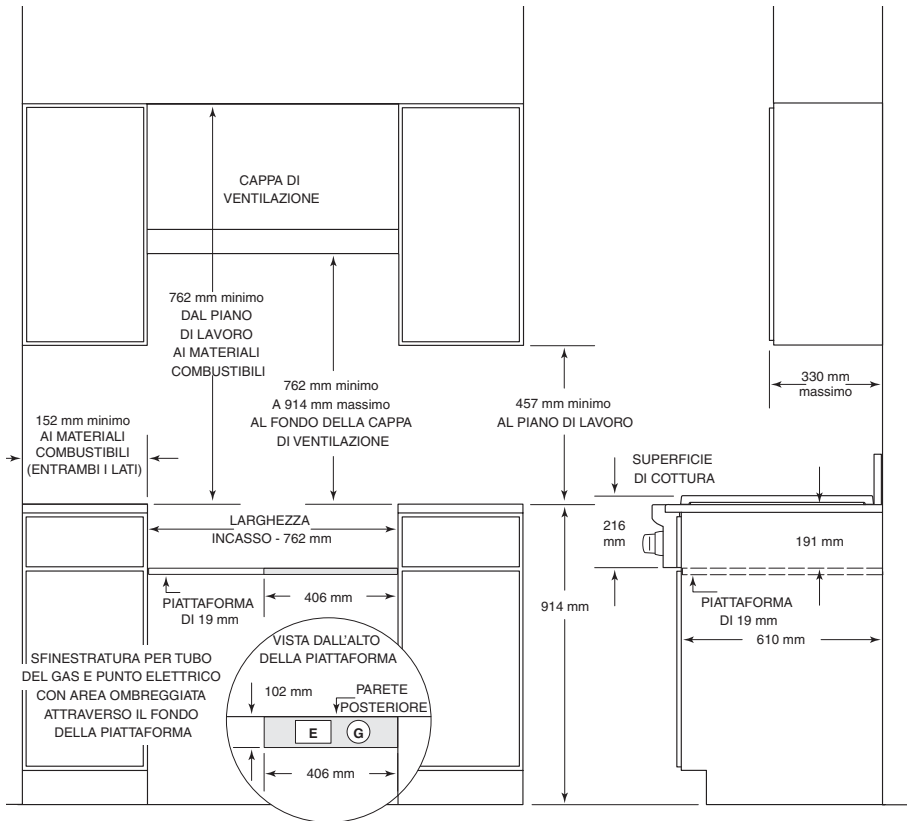 CAPPA DI
VENTILAZIONE
762 mm minimo
DAL PIANO
DI LAVORO
AI MATERIALI
COMBUSTIBILI
762 mm minimo
A 914 mm massimo
AL FONDO DELLA CAPPA
DI VENTILAZIONE
457 mm minimo
AL PIANO DI LAVORO
330 mm
massimo
152 mm minimo
AI MATERIALI
COMBUSTIBILI
(ENTRAMBI I LATI)
SUPERFICIE
DI COTTURA
LARGHEZZA
INCASSO - 762 mm
216
mm
191 mm
PIATTAFORMA
DI 19 mm
406 mm
914 mm
PIATTAFORMA
DI 19 mm
610 mm
SFINESTRATURA PER TUBO
DEL GAS E PUNTO ELETTRICO
CON AREA OMBREGGIATA
ATTRAVERSO IL FONDO
DELLA PIATTAFORMA
VISTA DALL'ALTO
DELLA PIATTAFORMA
102 mm
PARETE
POSTERIORE
E
G
406 mm